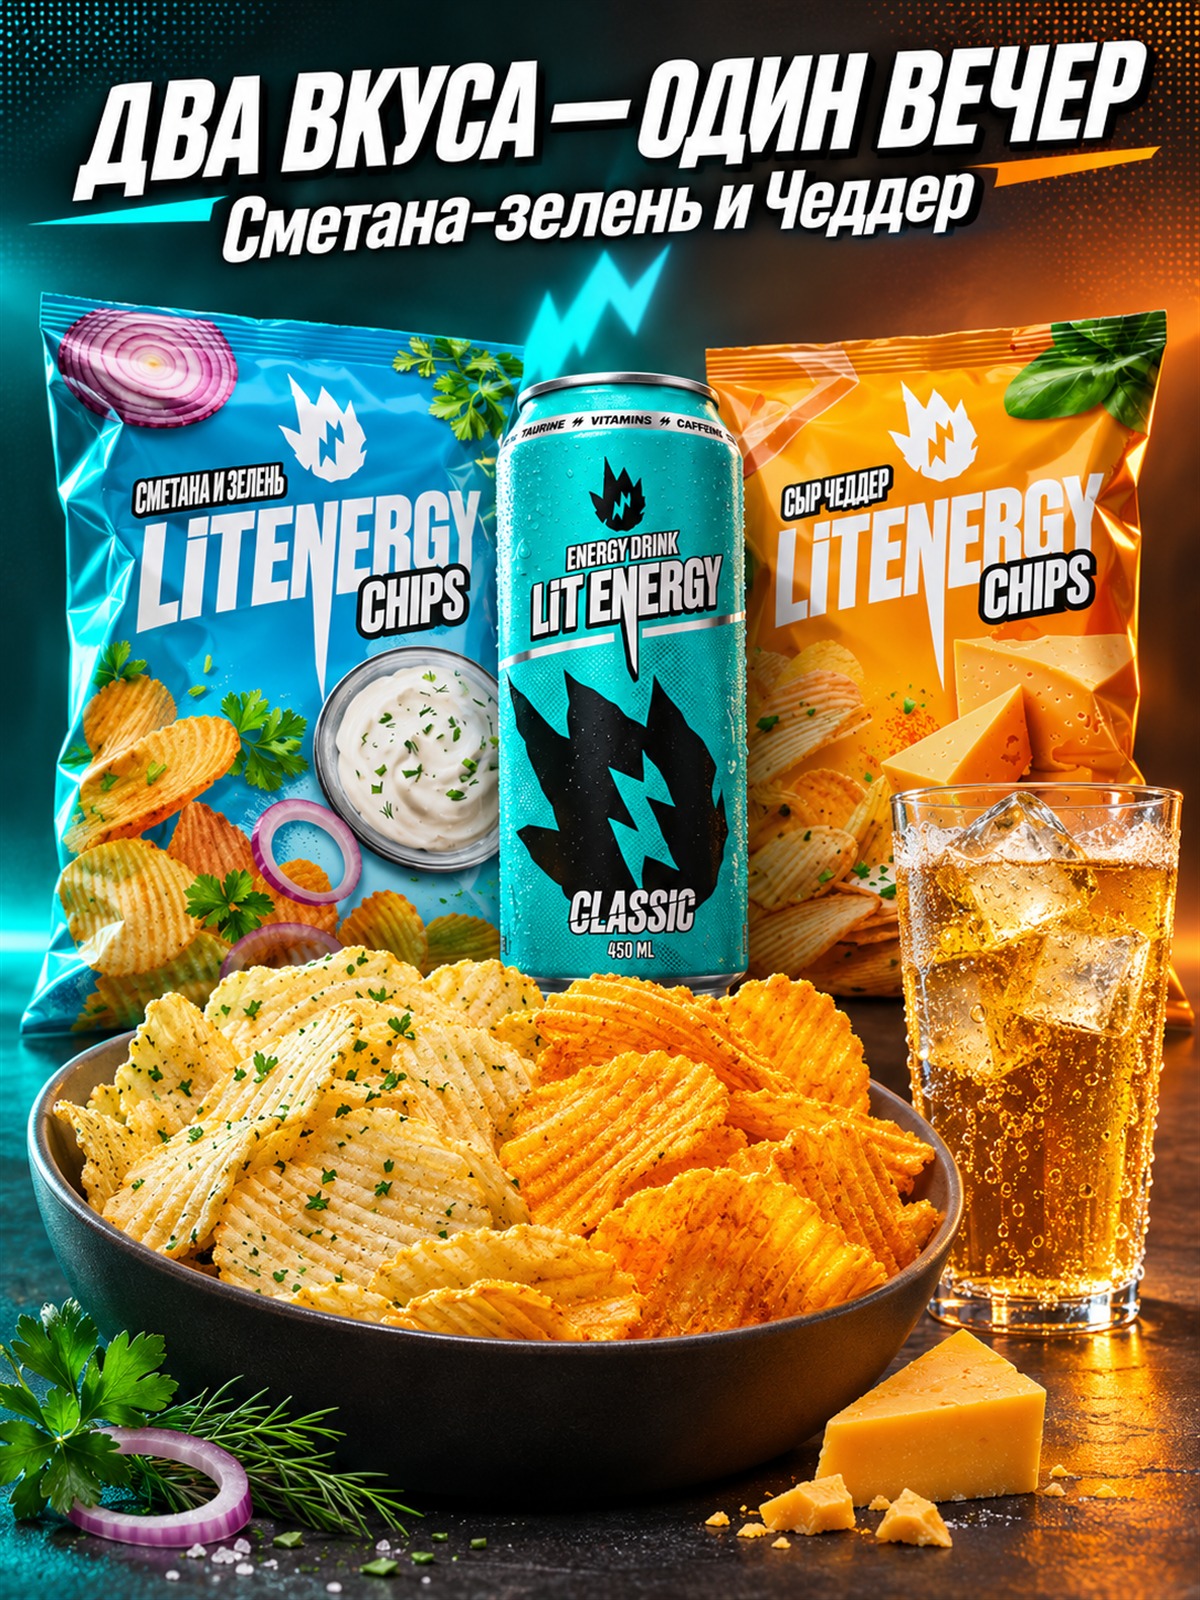 ДВА ВКУСА — ОДИН ВЕЧЕР
Сметана-зелень и Чеддер
СМЕТАНА И ЗЕЛЕНЬ
LiTENERGY
CHIPS
TAURINE VITAMINS CAFFEINE
ENERGY DRINK
LiT ENERGY
CLASSIC
450 ML
СЫР ЧЕДДЕР
LiTENERGY
CHIPS